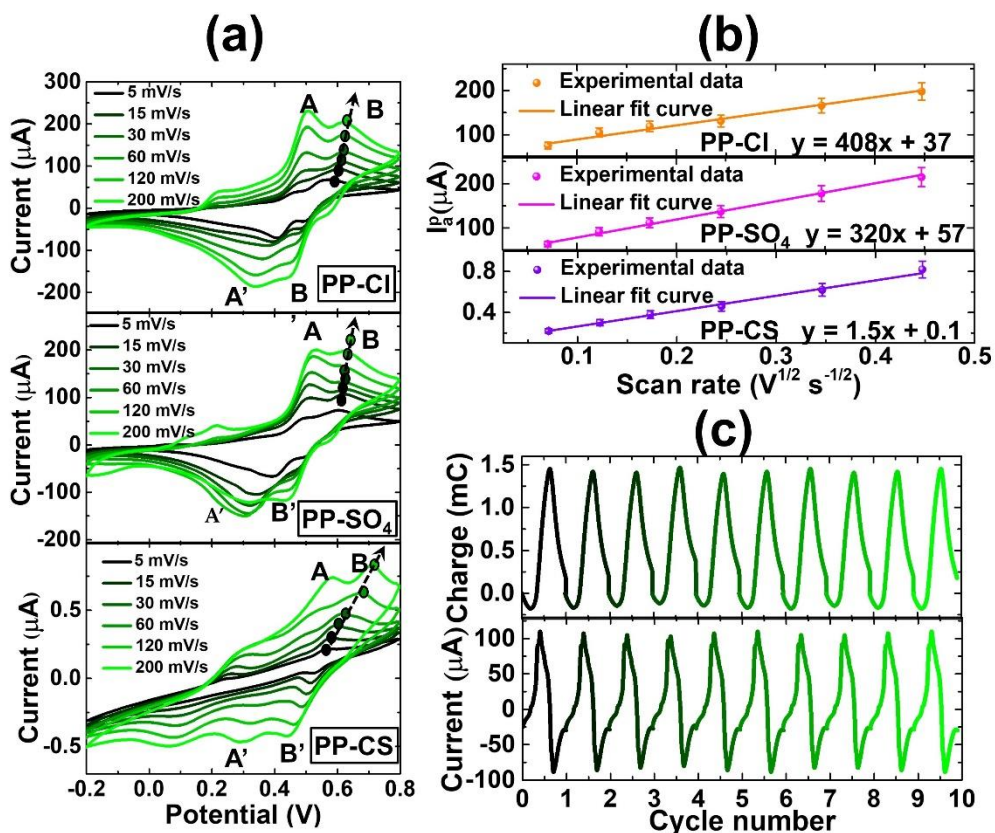 (a)
300
200
100
0
-100
-200
Current (μA)
5 mV/s
15 mV/s
30 mV/s
60 mV/s
120 mV/s
200 mV/s
A
B
A'
B
PP-Cl
300
200
100
0
-100
-200
Current (μA)
5 mV/s
15 mV/s
30 mV/s
60 mV/s
120 mV/s
200 mV/s
'
A
B
A'
B'
PP-SO₄
0.5
0.0
-0.5
Current (μA)
5 mV/s
15 mV/s
30 mV/s
60 mV/s
120 mV/s
200 mV/s
A
B
A'
B'
PP-CS
-0.2 0.0 0.2 0.4 0.6 0.8
Potential (V)
(b)
200
100
Experimental data
Linear fit curve
PP-Cl y = 408x + 37
Iₐᵖ(μA)
200
100
Experimental data
Linear fit curve
PP-SO₄ y = 320x + 57
0.8
0.4
Experimental data
Linear fit curve
PP-CS y = 1.5x + 0.1
0.1 0.2 0.3 0.4 0.5
Scan rate (V¹/² s⁻¹/²)
(c)
1.5
1.0
0.5
0.0
Charge (mC)
100
50
0
-50
-100
Current (μA)
0 1 2 3 4 5 6 7 8 9 10
Cycle number